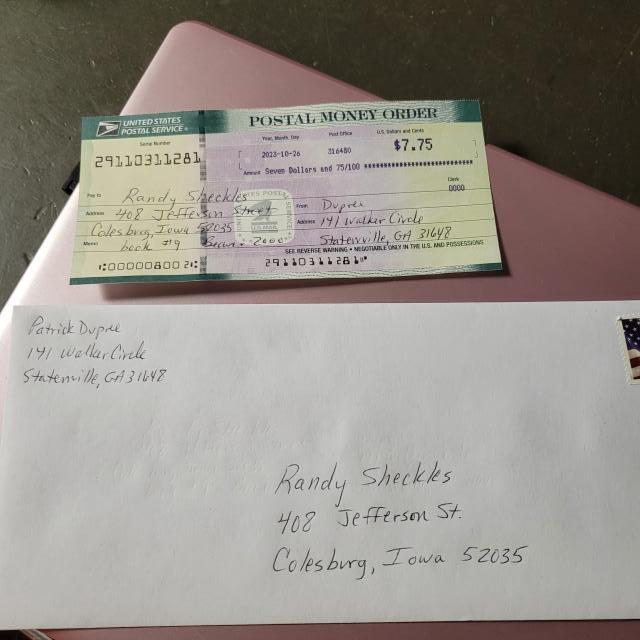 UNITED STATES
POSTAL SERVICE®
POSTAL MONEY ORDER
Serial Number
Year, Month, Day
Post Office
U.S. Dollars and Cents
29110311281
2023-10-26
316480
$7.75
Amount
Seven Dollars and 75/100 ********************
Pay to
Randy Sheckles
Clerk
0000
Address
408 Jefferson Street
From
Dupree
Colesburg, Iowa 52035
Address
141 Walker Circle
Memo
book #9
2000
Statenville, GA 31648
SEE REVERSE WARNING • NEGOTIABLE ONLY IN THE U.S. AND POSSESSIONS
⑆000008002⑆
29110311281⑈
Patrick Dupree
141 Walker Circle
Statenville, GA 31648
Randy Sheckles
408 Jefferson St.
Colesburg, Iowa 52035